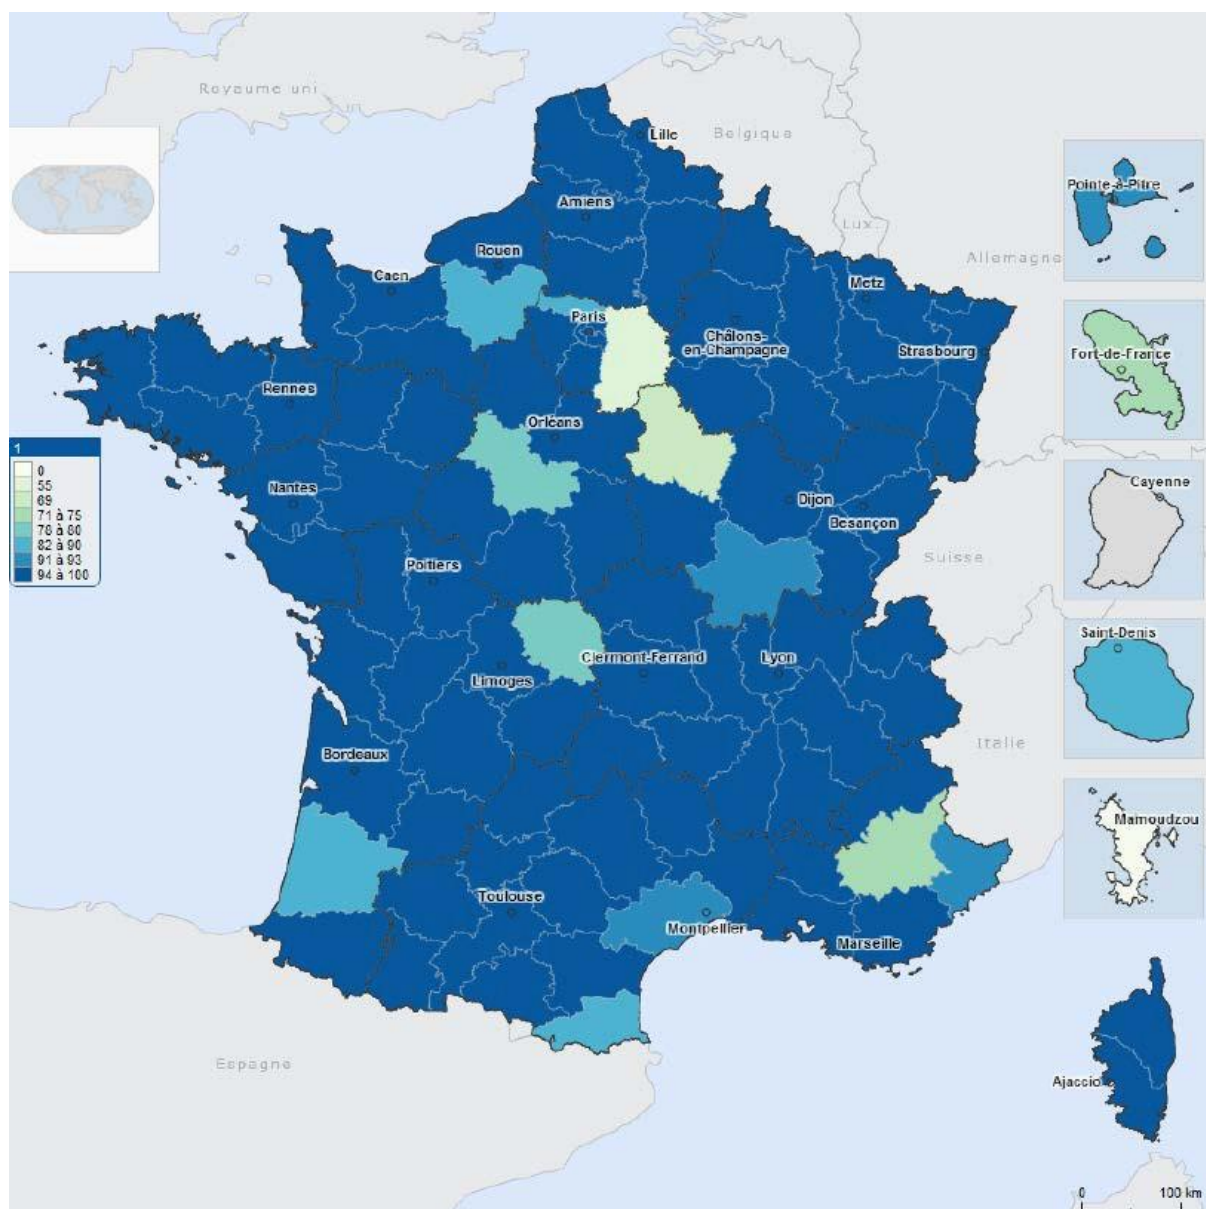 Royaume uni
Lille
Belgique
Pointe-à-Pitre
Amiens
Lux.
Rouen
Allemagne
Caen
Metz
Paris
Châlons-
en-Champagne
Strasbourg
Fort-de-France
Rennes
Orléans
1
0
55
69
71 à 75
78 à 80
82 à 90
91 à 93
94 à 100
Nantes
Dijon
Besançon
Cayenne
Poitiers
Suisse
Saint-Denis
Clermont-Ferrand
Lyon
Limoges
Italie
Bordeaux
Mamoudzou
Toulouse
Montpellier
Marseille
Espagne
Ajaccio
0
100 km